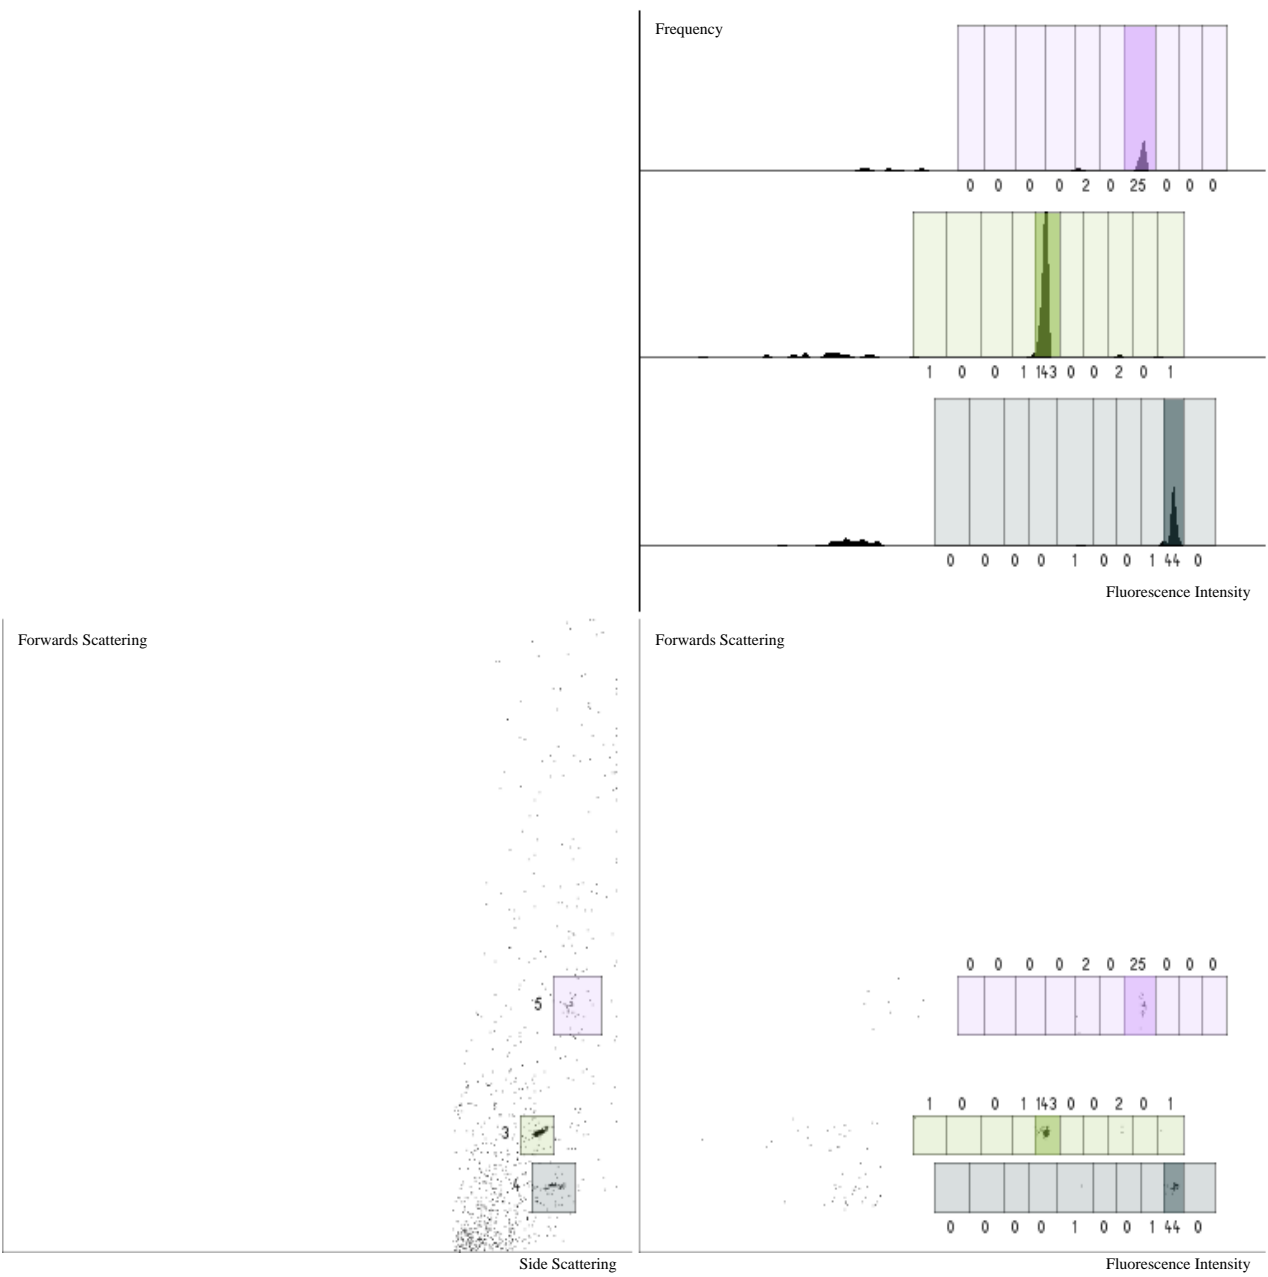 Frequency
0 0 0 0 2 0 25 0 0 0
1 0 0 1 143 0 0 2 0 1
0 0 0 0 1 0 0 1 44 0
Fluorescence Intensity
Forwards Scattering
5
3
4
Side Scattering
Forwards Scattering
0 0 0 0 2 0 25 0 0 0
1 0 0 1 143 0 0 2 0 1
0 0 0 0 1 0 0 1 44 0
Fluorescence Intensity